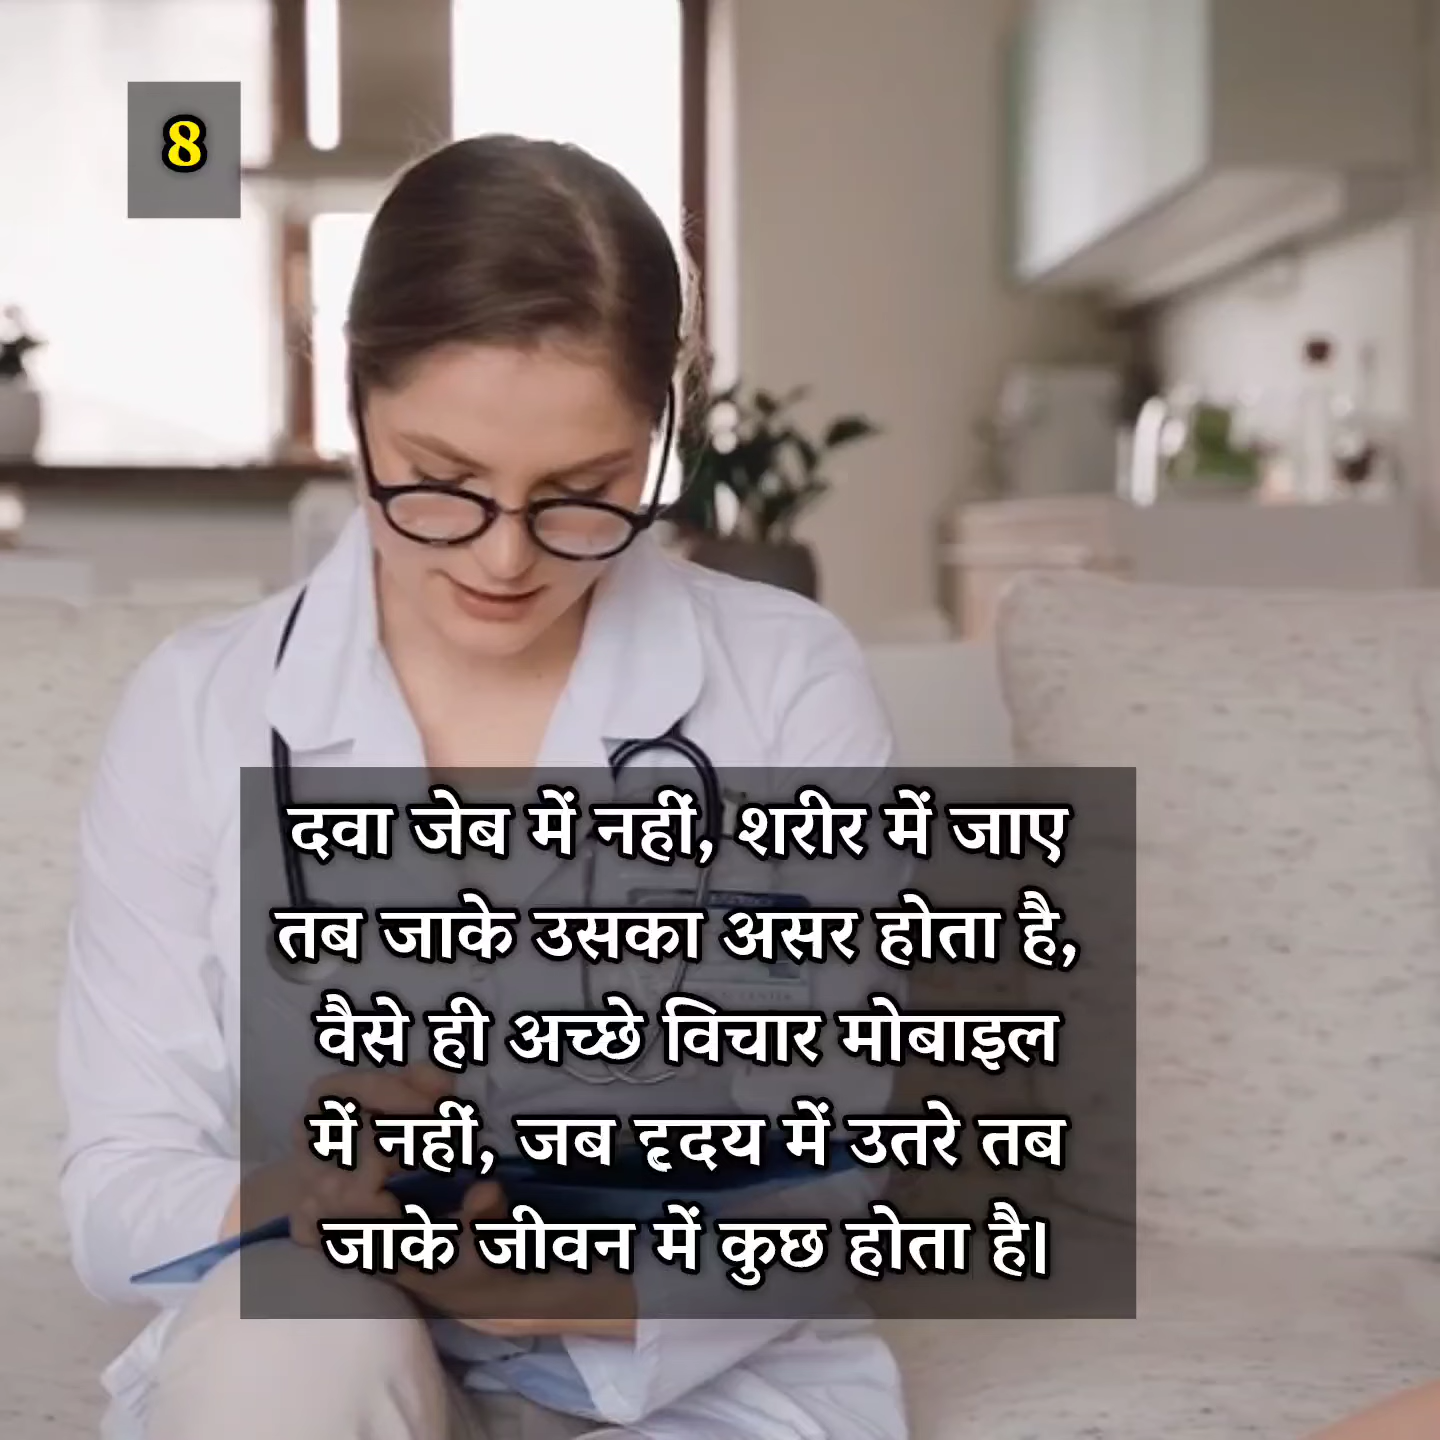 8
दवा जेब में नहीं, शरीर में जाए
तब जाके उसका असर होता है,
वैसे ही अच्छे विचार मोबाइल
में नहीं, जब हृदय में उतरे तब
जाके जीवन में कुछ होता है।